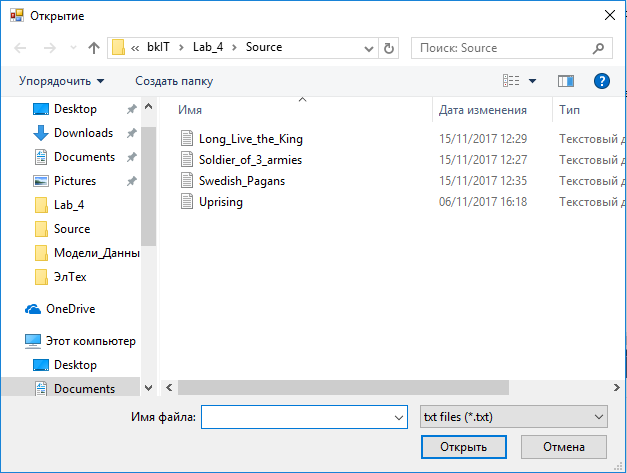 Открытие
« bkIT > Lab_4 > Source
Поиск: Source
Упорядочить Создать папку
Desktop
Downloads
Documents
Pictures
Lab_4
Source
Модели_Данны
ЭлТех
OneDrive
Этот компьютер
Desktop
Documents
Имя Дата изменения Тип
Long_Live_the_King 15/11/2017 12:29 Текстовый д
Soldier_of_3_armies 15/11/2017 12:27 Текстовый д
Swedish_Pagans 15/11/2017 12:35 Текстовый д
Uprising 06/11/2017 16:18 Текстовый д
Имя файла: txt files (*.txt)
Открыть Отмена